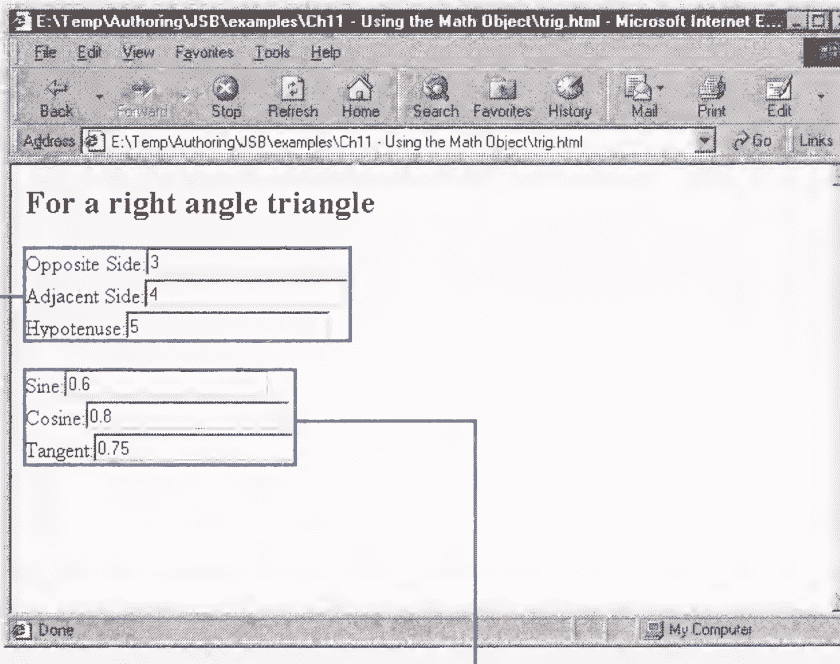 E:\Temp\Authoring\JSB\examples\Ch11 - Using the Math Object\trig.html - Microsoft Internet E...
File Edit View Favorites Tools Help
Back Forward Stop Refresh Home Search Favorites History Mail Print Edit
Address E:\Temp\Authoring\JSB\examples\Ch11 - Using the Math Object\trig.html Go Links
For a right angle triangle
Opposite Side: 3
Adjacent Side: 4
Hypotenuse: 5
Sine: 0.6
Cosine: 0.8
Tangent: 0.75
Done My Computer